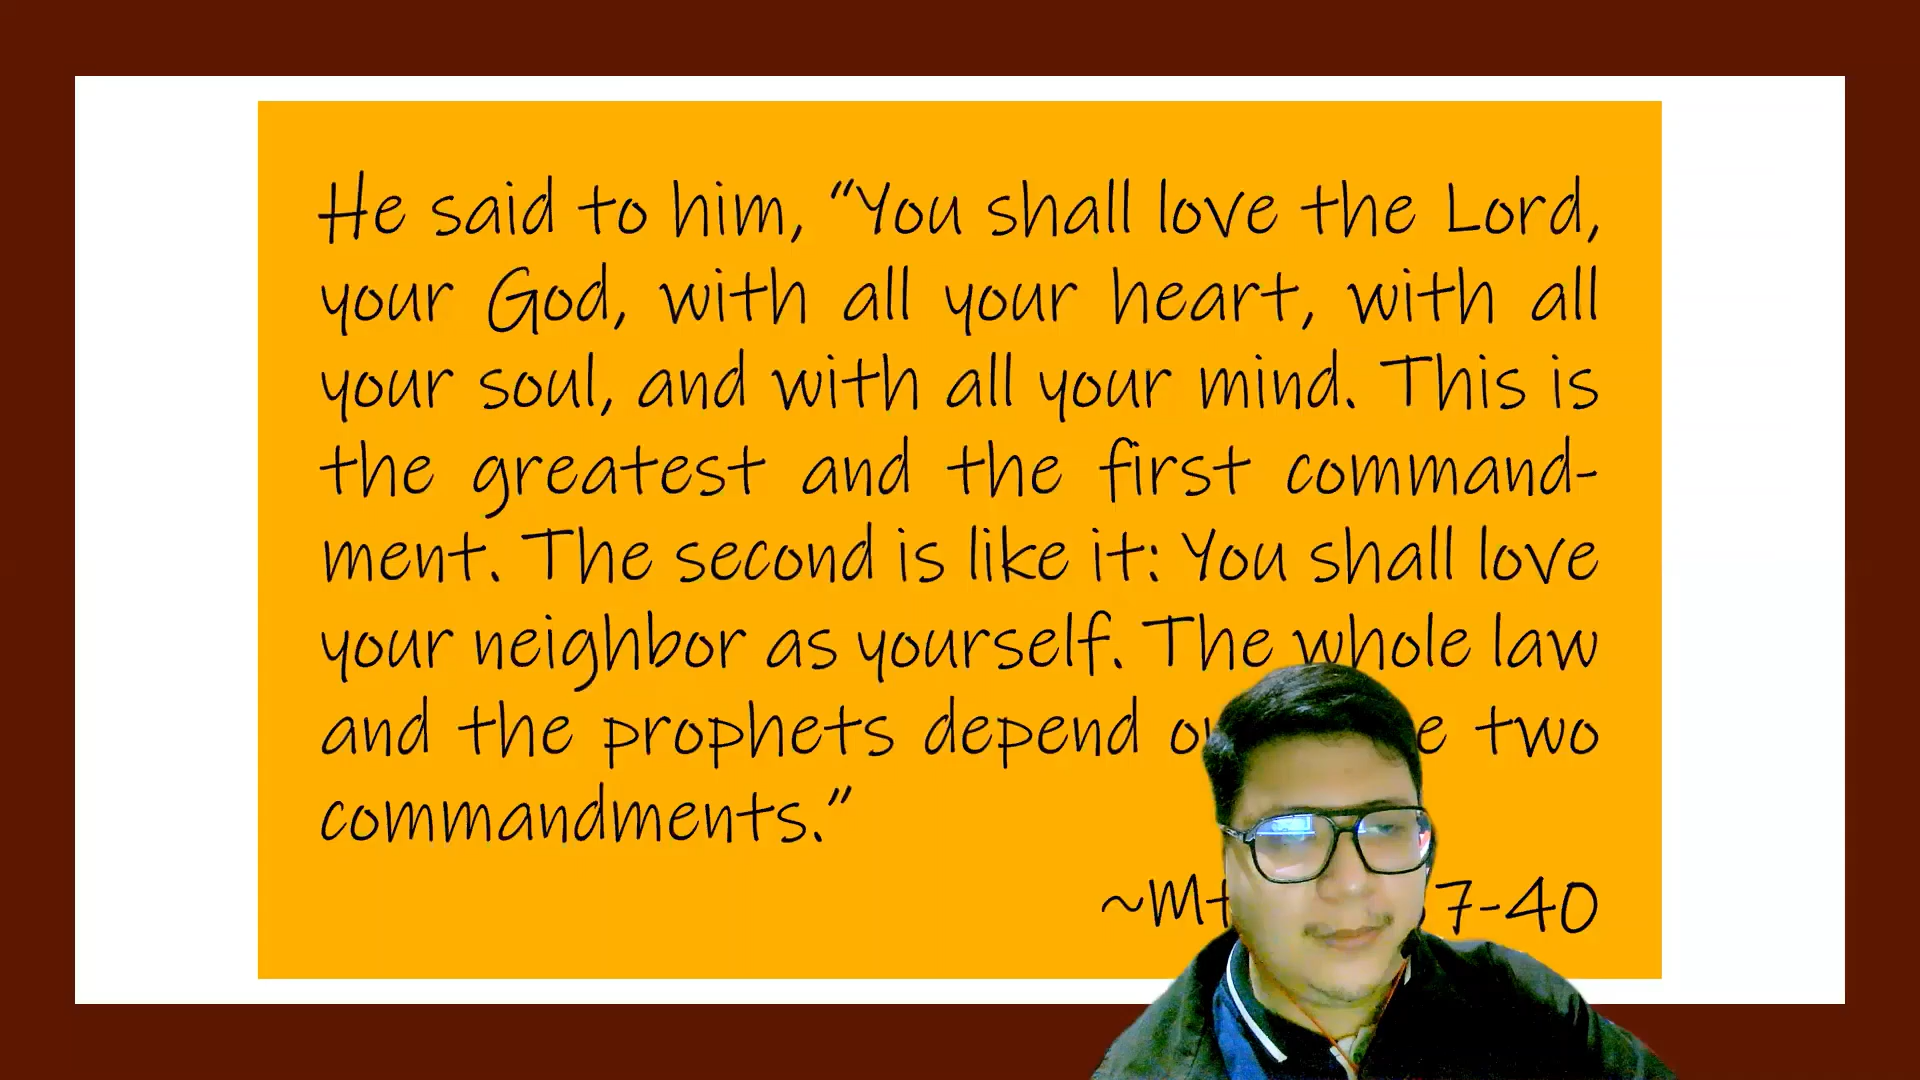 He said to him, “You shall love the Lord,
your God, with all your heart, with all
your soul, and with all your mind. This is
the greatest and the first command-
ment. The second is like it: You shall love
your neighbor as yourself. The whole law
and the prophets depend two
commandments.”
~Mt 7-40